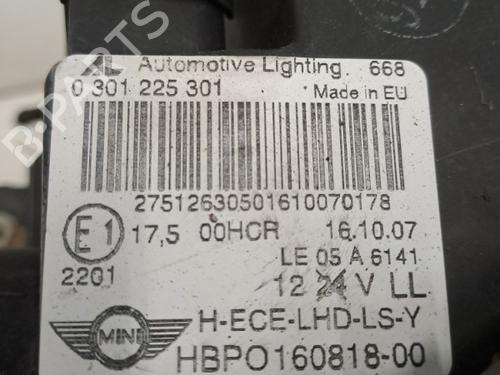 AL Automotive Lighting 668
0 301 225 301 Made in EU
27512630501610070178
E1 17,5 00HCR 16.10.07
2201 LE 05 A 6141
12 24 V LL
MINI H-ECE-LHD-LS-Y
HBPO160818-00
B-PARTS